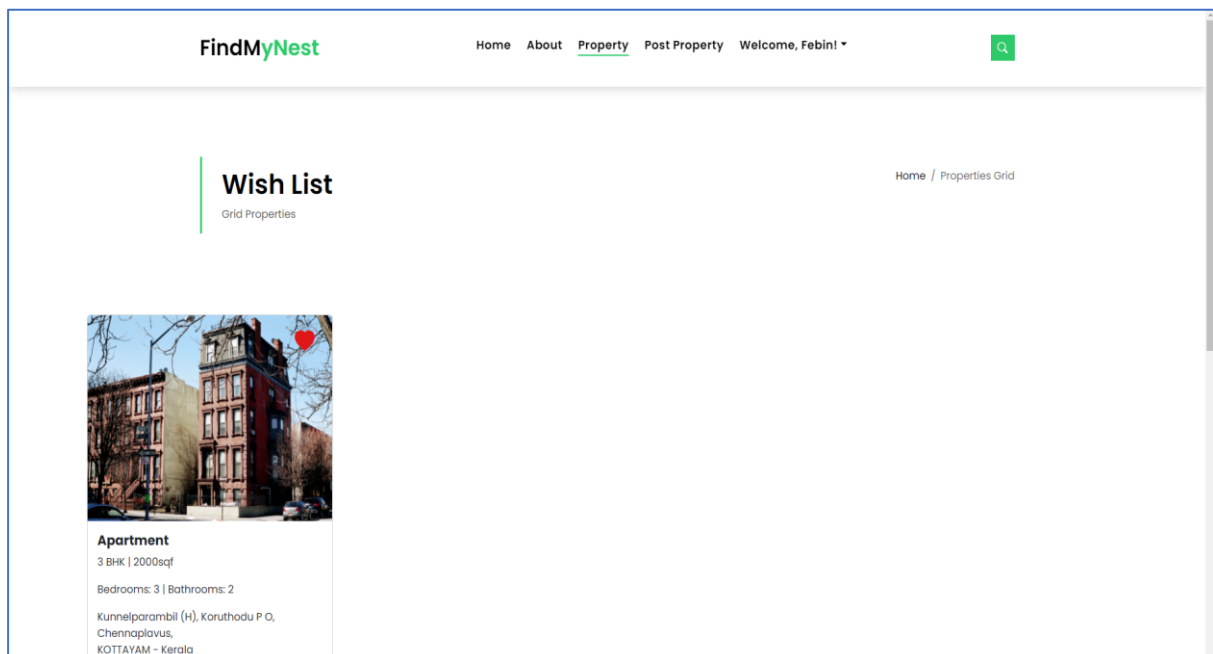 FindMyNest
Home About Property Post Property Welcome, Febin!
Wish List
Grid Properties
Home / Properties Grid
Apartment
3 BHK | 2000sqf
Bedrooms: 3 | Bathrooms: 2
Kunnelparambil (H), Koruthodu P O,
Chennaplavus,
KOTTAYAM - Kerala